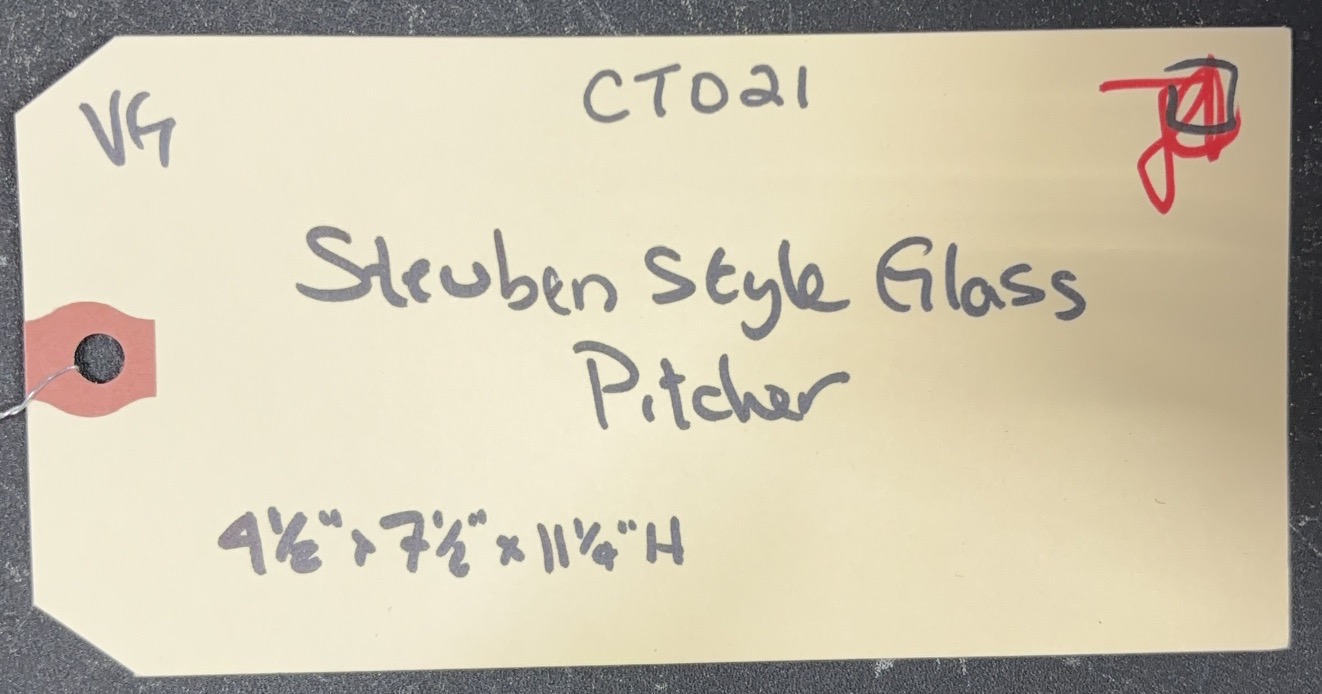 VG
CT021
Steuben Style Glass
Pitcher
4½" x 7½" x 11¼" H